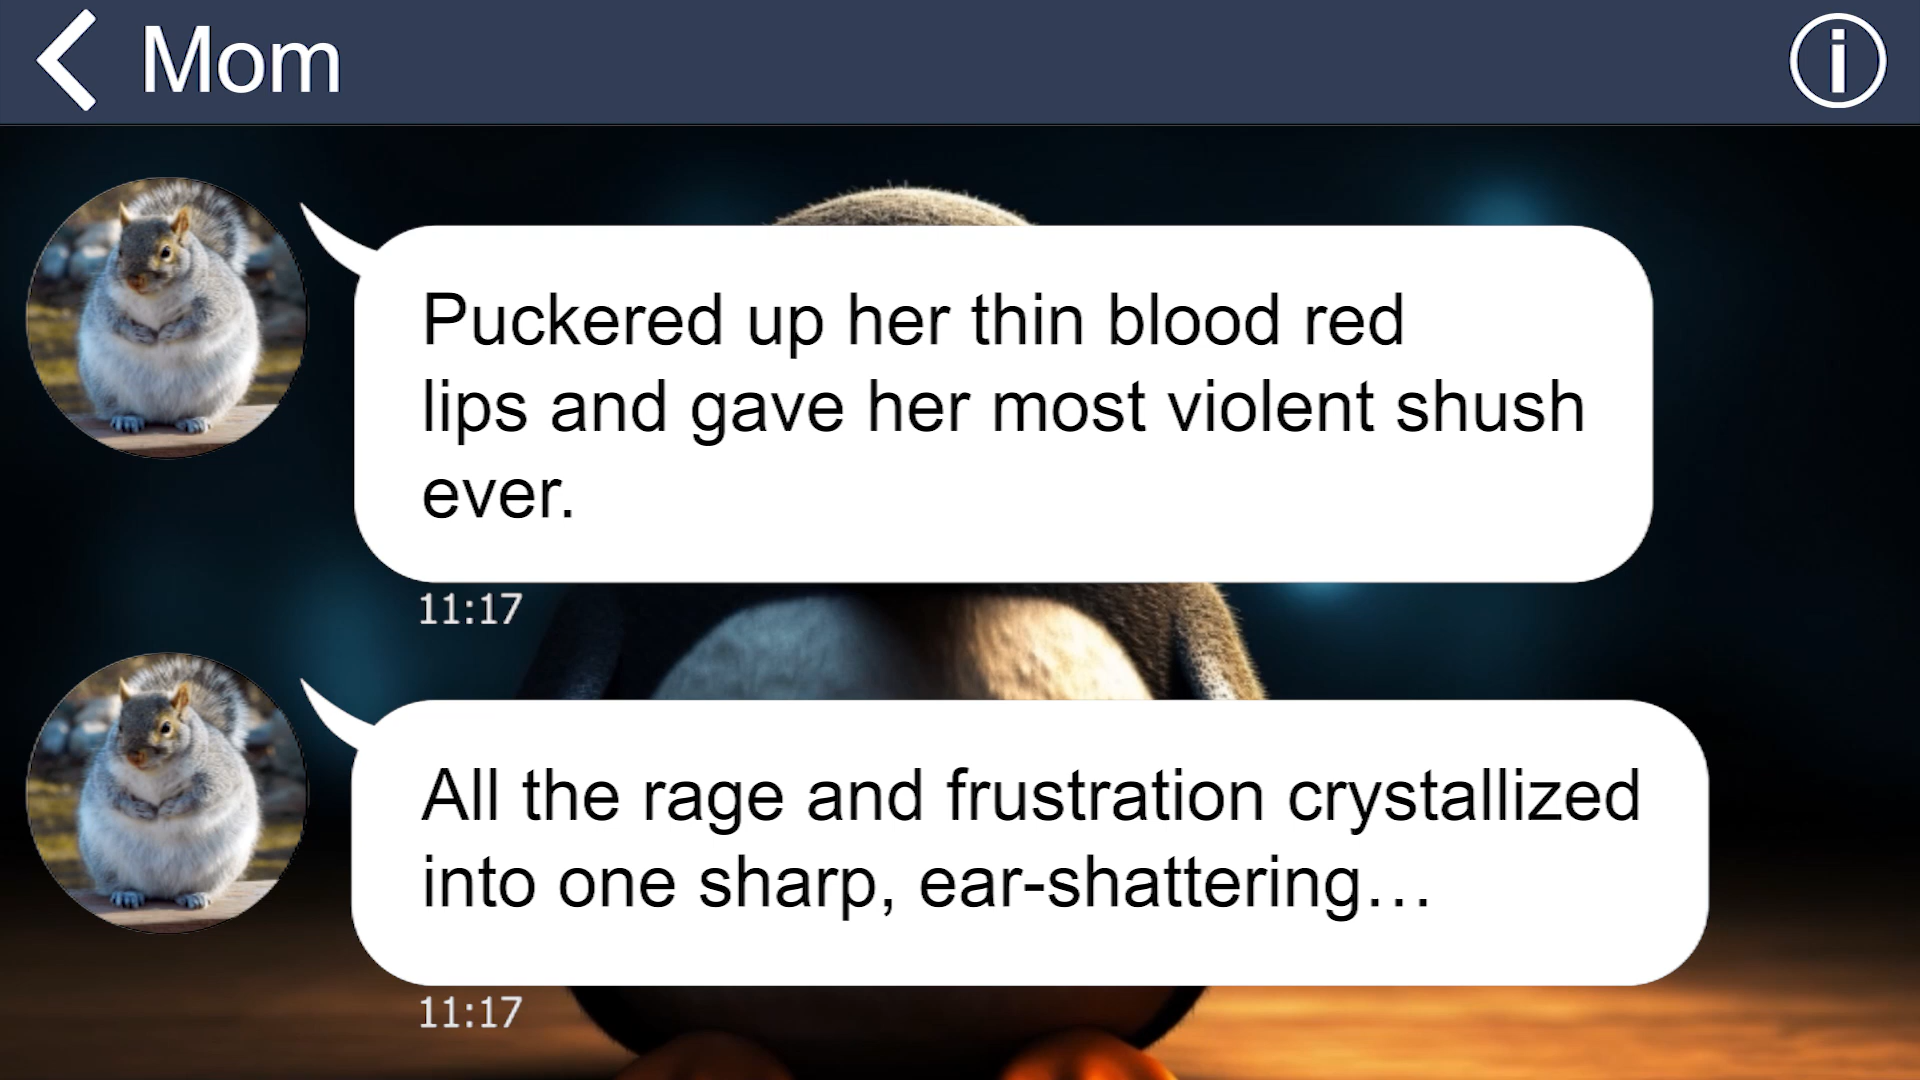 Mom
Puckered up her thin blood red
lips and gave her most violent shush
ever.
11:17
All the rage and frustration crystallized
into one sharp, ear-shattering…
11:17